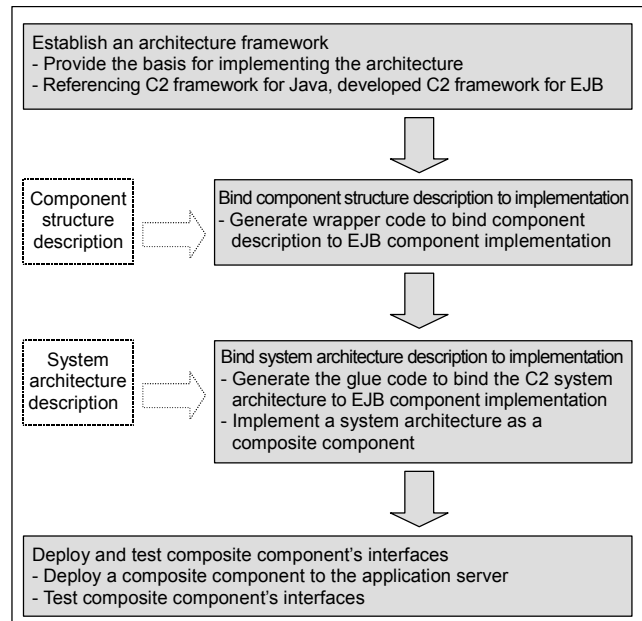 Establish an architecture framework
- Provide the basis for implementing the architecture
- Referencing C2 framework for Java, developed C2 framework for EJB
Component
structure
description
Bind component structure description to implementation
- Generate wrapper code to bind component
description to EJB component implementation
System
architecture
description
Bind system architecture description to implementation
- Generate the glue code to bind the C2 system
architecture to EJB component implementation
- Implement a system architecture as a
composite component
Deploy and test composite component's interfaces
- Deploy a composite component to the application server
- Test composite component's interfaces